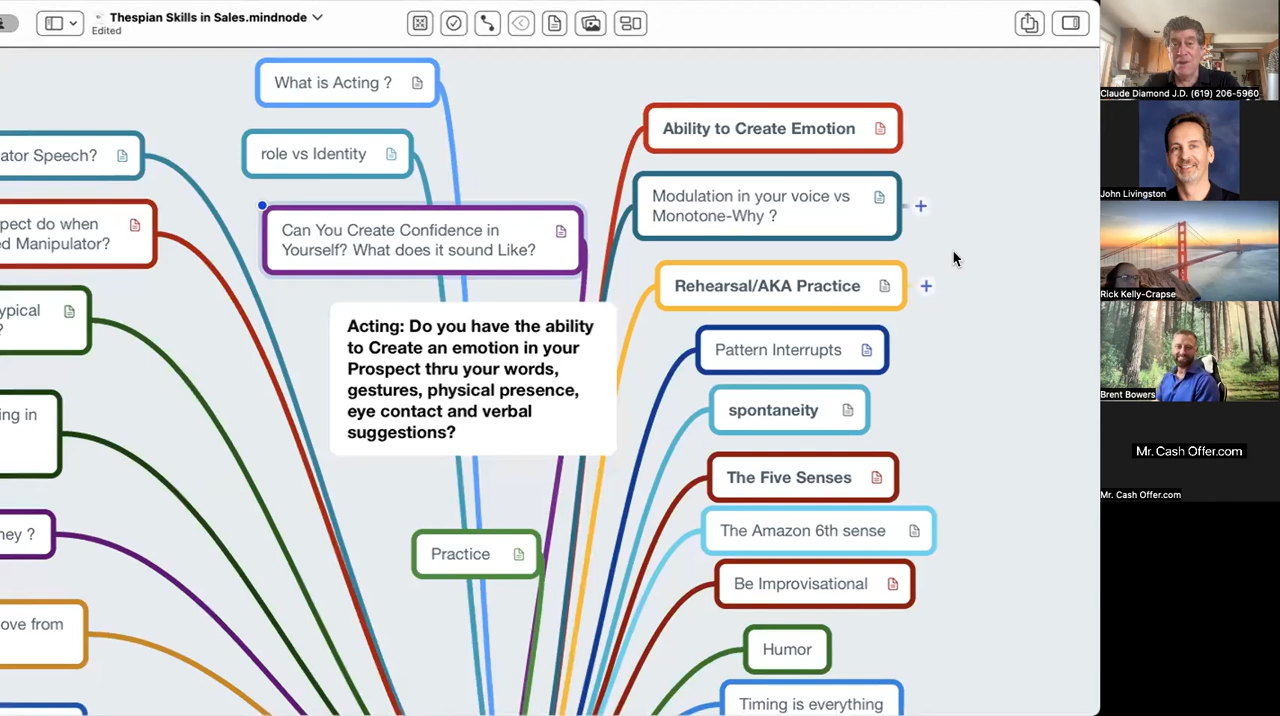 Thespian Skills in Sales.mindnode
Edited
What is Acting ?
role vs Identity
ator Speech?
spect do when
ed Manipulator?
Can You Create Confidence in
Yourself? What does it sound Like?
ypical
?
Acting: Do you have the ability
to Create an emotion in your
Prospect thru your words,
gestures, physical presence,
eye contact and verbal
suggestions?
ing in
ney ?
Practice
ove from
Ability to Create Emotion
Modulation in your voice vs
Monotone-Why ?
Rehearsal/AKA Practice
Pattern Interrupts
spontaneity
The Five Senses
The Amazon 6th sense
Be Improvisational
Humor
Timing is everything
Claude Diamond J.D. (619) 206-5960
John Livingston
Rick Kelly-Crapse
Brent Bowers
Mr. Cash Offer.com
Mr. Cash Offer.com